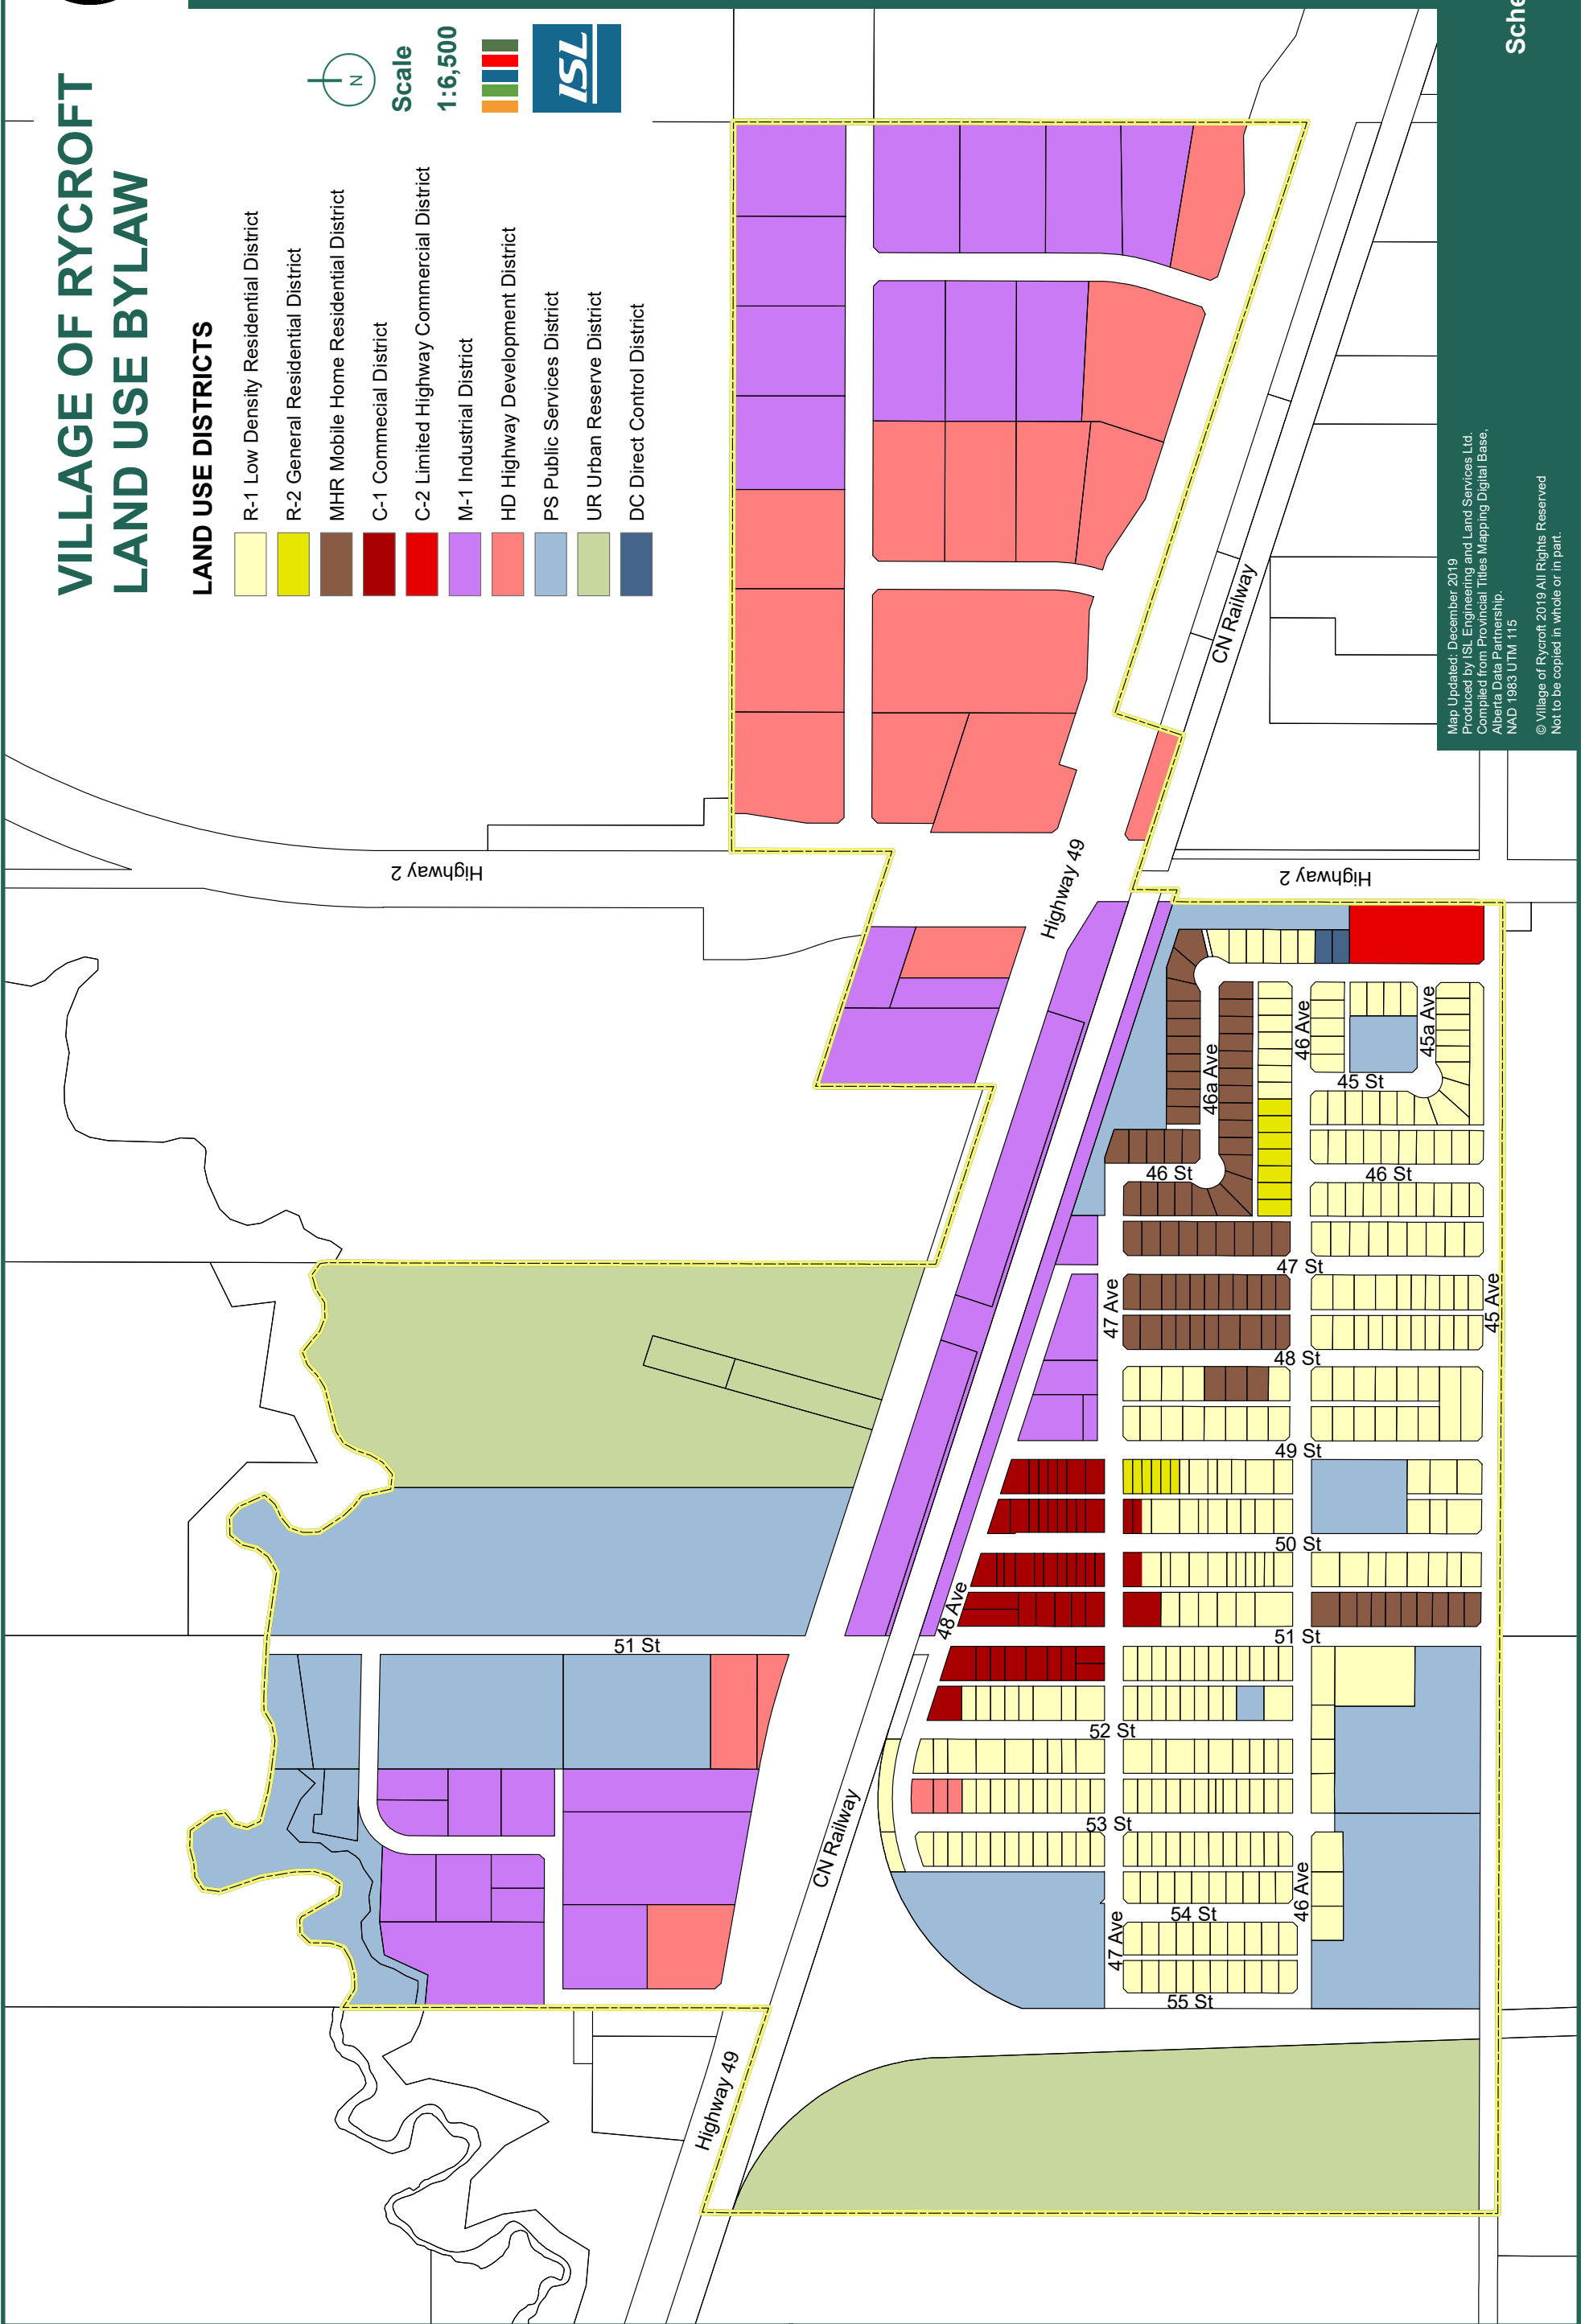 VILLAGE OF RYCROFT
LAND USE BYLAW
LAND USE DISTRICTS
R-1 Low Density Residential District
R-2 General Residential District
MHR Mobile Home Residential District
C-1 Commecial District
C-2 Limited Highway Commercial District
M-1 Industrial District
HD Highway Development District
PS Public Services District
UR Urban Reserve District
DC Direct Control District
N
Scale
1:6,500
ISL
Highway 2
Highway 49
CN Railway
Highway 2
51 St
48 Ave
CN Railway
Highway 49
46a Ave
46 Ave
45a Ave
45 St
46 St
46 St
47 St
47 Ave
45 Ave
48 St
49 St
50 St
51 St
52 St
53 St
54 St
46 Ave
47 Ave
55 St
Map Updated: December 2019
Produced by ISL Engineering and Land Services Ltd.
Compiled from Provincial Titles Mapping Digital Base,
Alberta Data Partnership.
NAD 1983 UTM 115
© Village of Rycroft 2019 All Rights Reserved
Not to be copied in whole or in part.
Sche